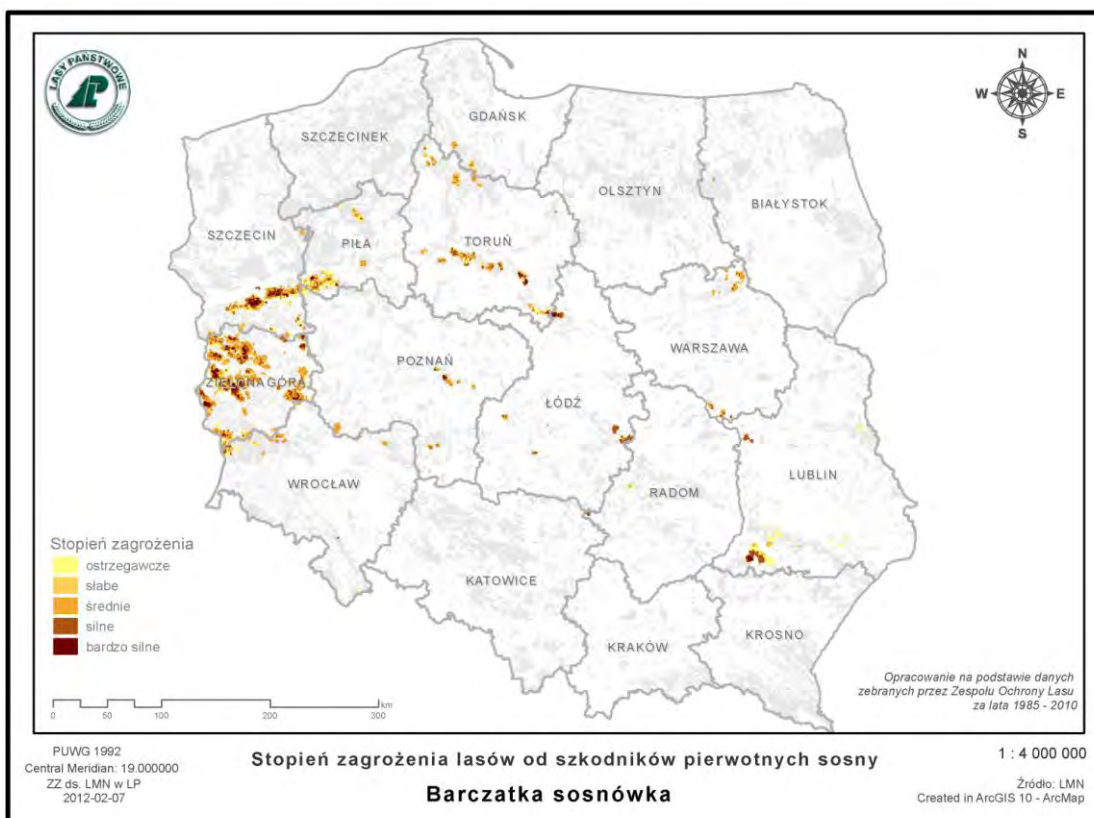 LASY PAŃSTWOWE
N
W E
S
GDAŃSK
SZCZECINEK
OLSZTYN
BIAŁYSTOK
SZCZECIN
PIŁA
TORUŃ
WARSZAWA
POZNAŃ
ZIELONA GÓRA
ŁÓDŹ
LUBLIN
WROCŁAW
RADOM
KATOWICE
KRAKÓW
KROSNO
Stopień zagrożenia
ostrzegawcze
słabe
średnie
silne
bardzo silne
km
0 50 100 200 300
Opracowanie na podstawie danych
zebranych przez Zespolu Ochrony Lasu
za lata 1985 - 2010
PUWG 1992
Central Meridian: 19.000000
ZZ ds. LMN w LP
2012-02-07
Stopień zagrożenia lasów od szkodników pierwotnych sosny
Barczatka sosnówka
1 : 4 000 000
Źródło: LMN
Created in ArcGIS 10 - ArcMap